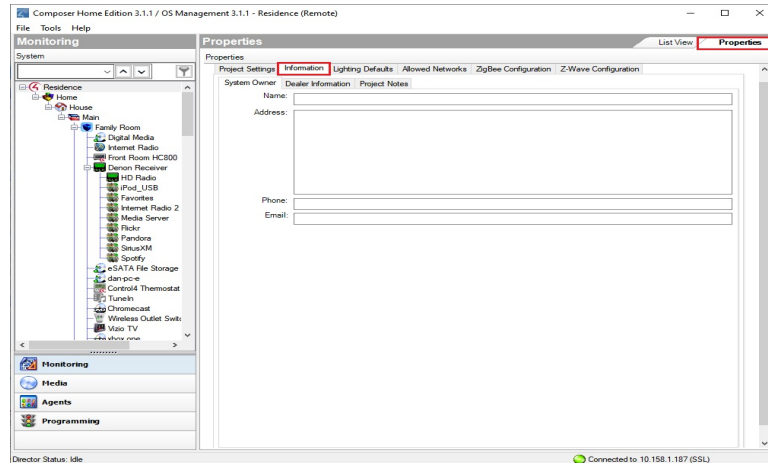 Composer Home Edition 3.1.1 / OS Management 3.1.1 - Residence (Remote)
File Tools Help
Monitoring
System
Residence
Home
House
Main
Family Room
Digital Media
Internet Radio
Front Room HC800
Denon Receiver
HD Radio
iPod_USB
Favorites
Internet Radio 2
Media Server
Flickr
Pandora
SiriusXM
Spotify
eSATA File Storage
dan-pc-e
Control4 Thermostat
TuneIn
Chromecast
Wireless Outlet Switc
Vizio TV
xbox one
Monitoring
Media
Agents
Programming
Properties
List View Properties
Properties
Project Settings Information Lighting Defaults Allowed Networks ZigBee Configuration Z-Wave Configuration
System Owner Dealer Information Project Notes
Name:
Address:
Phone:
Email:
Director Status: Idle
Connected to 10.158.1.187 (SSL)